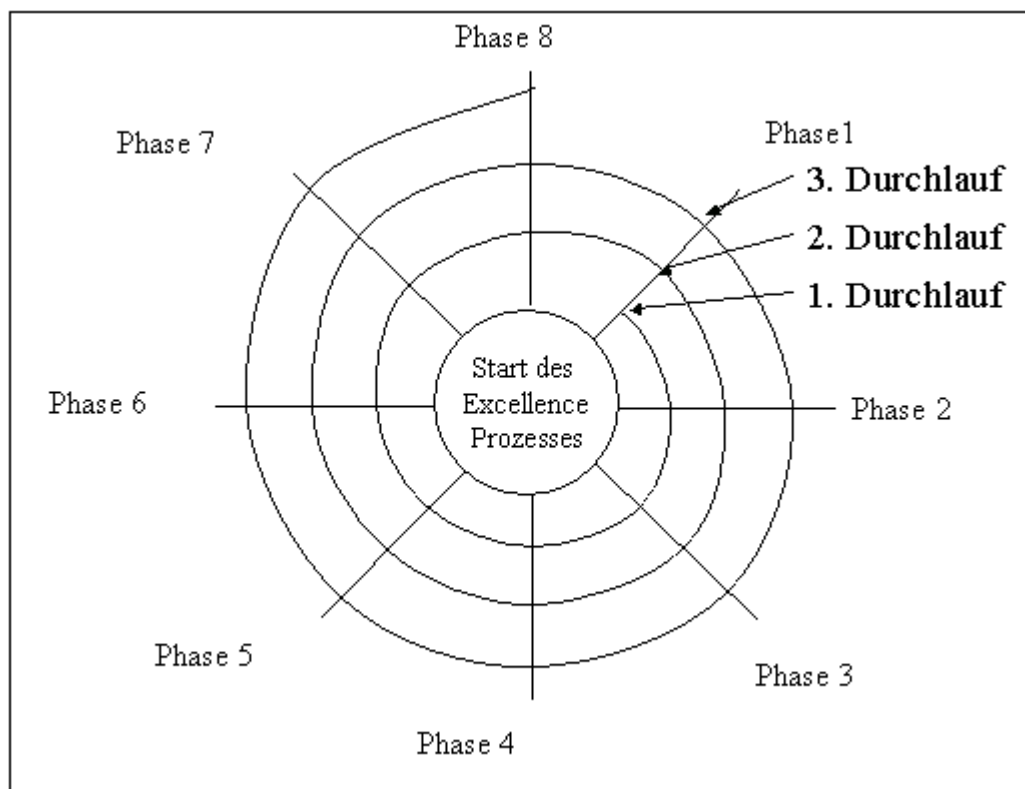 Phase 8
Phase 7
Phase1
3. Durchlauf
2. Durchlauf
1. Durchlauf
Start des
Excellence
Prozesses
Phase 6
Phase 2
Phase 5
Phase 3
Phase 4